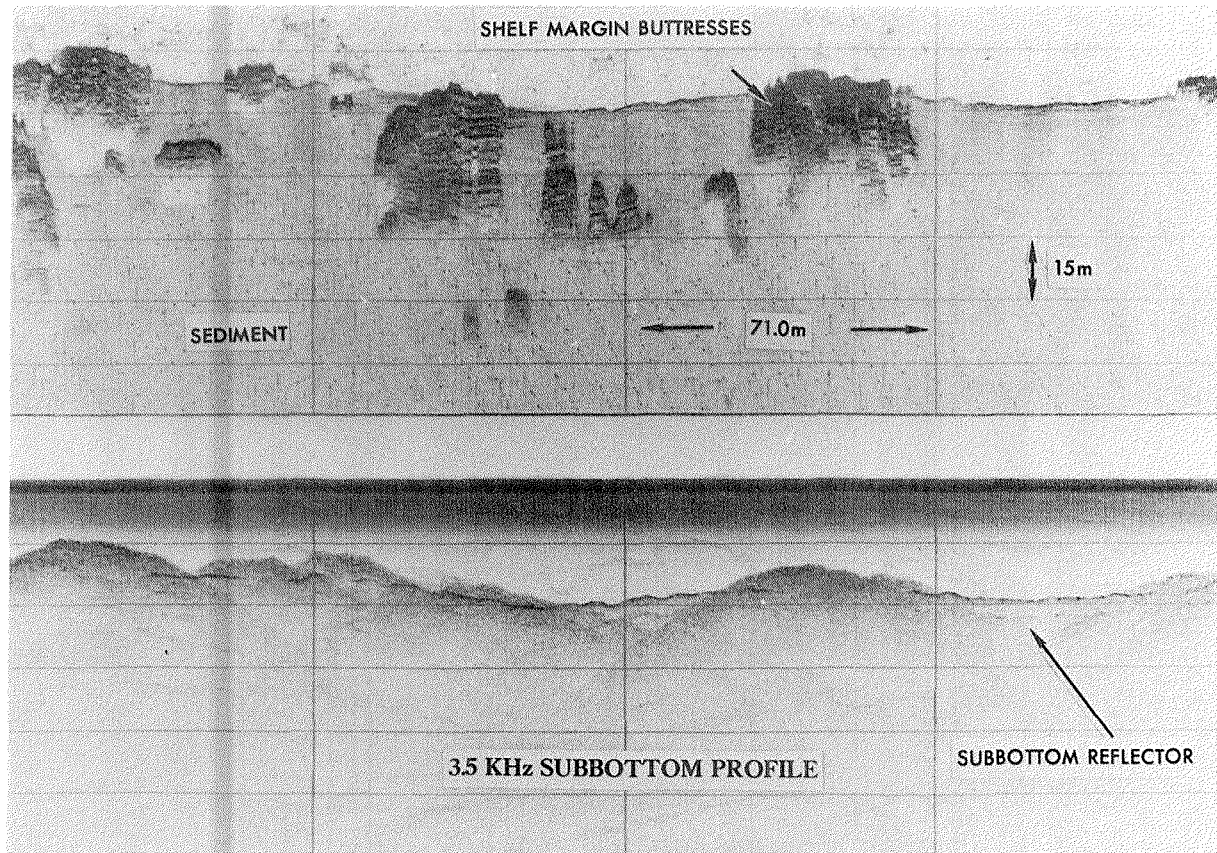 SHELF MARGIN BUTTRESSES
15m
71.0m
SEDIMENT
3.5 KHz SUBBOTTOM PROFILE
SUBBOTTOM REFLECTOR